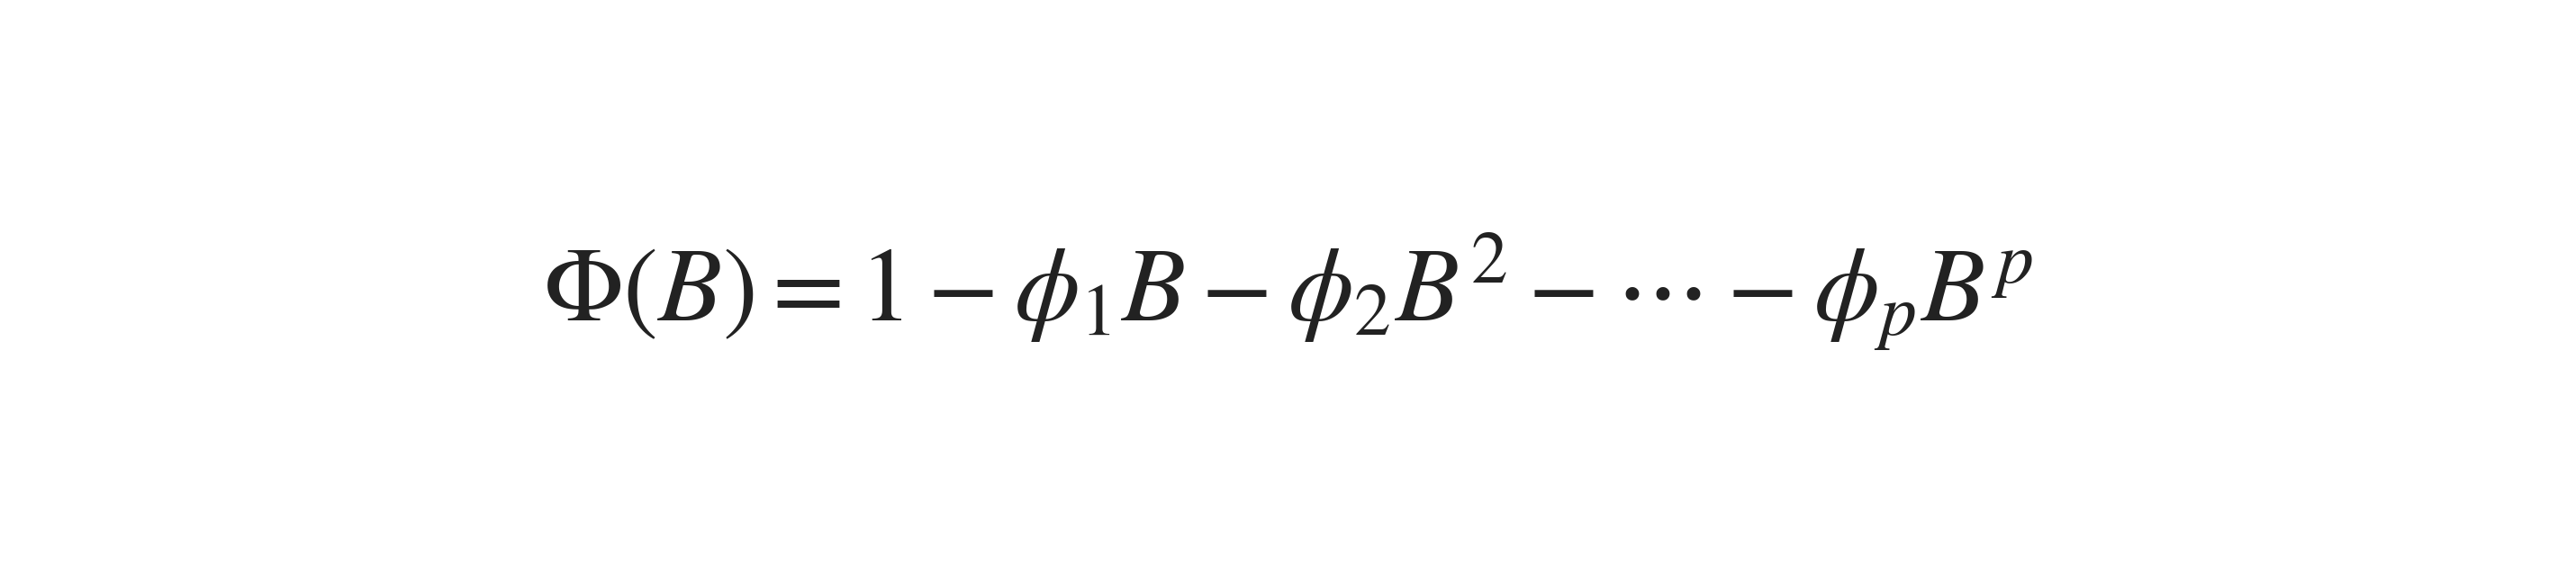 Φ(B) = 1 − ϕ₁B − ϕ₂B² − ⋯ − ϕₚBᵖ